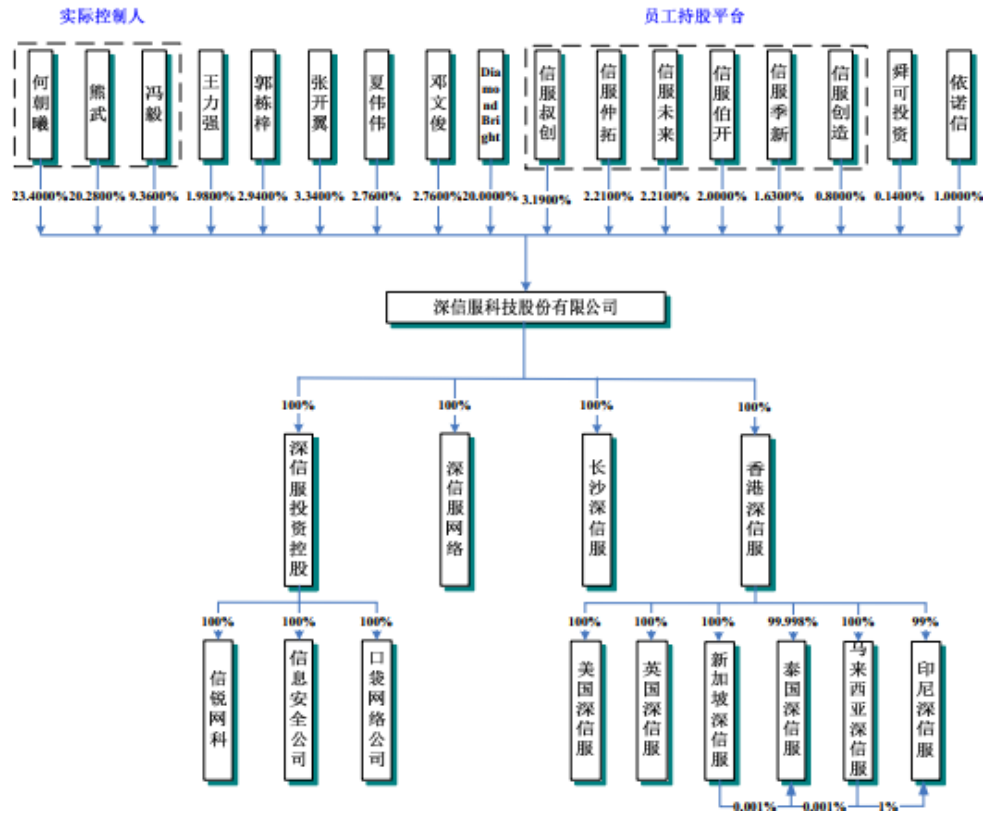 实际控制人
员工持股平台
何朝曦
熊武
冯毅
王力强
郭栋梓
张开翼
夏伟伟
邓文俊
Dia
mond
Bri
ght
信服叔创
信服仲拓
信服未来
信服伯开
信服季新
信服创造
舜可投资
依诺信
23.4000%
20.2800%
9.3600%
1.9800%
2.9400%
3.3400%
2.7600%
2.7600%
20.0000%
3.1900%
2.2100%
2.2100%
2.0000%
1.6300%
0.8000%
0.1400%
1.0000%
深信服科技股份有限公司
100%
100%
100%
100%
深信服投资控股
深信服网络
长沙深信服
香港深信服
100%
100%
100%
100%
100%
100%
99.998%
100%
99%
信锐网科
信息安全公司
口袋网络公司
美国深信服
英国深信服
新加坡深信服
泰国深信服
马来西亚深信服
印尼深信服
0.001%
0.001%
1%